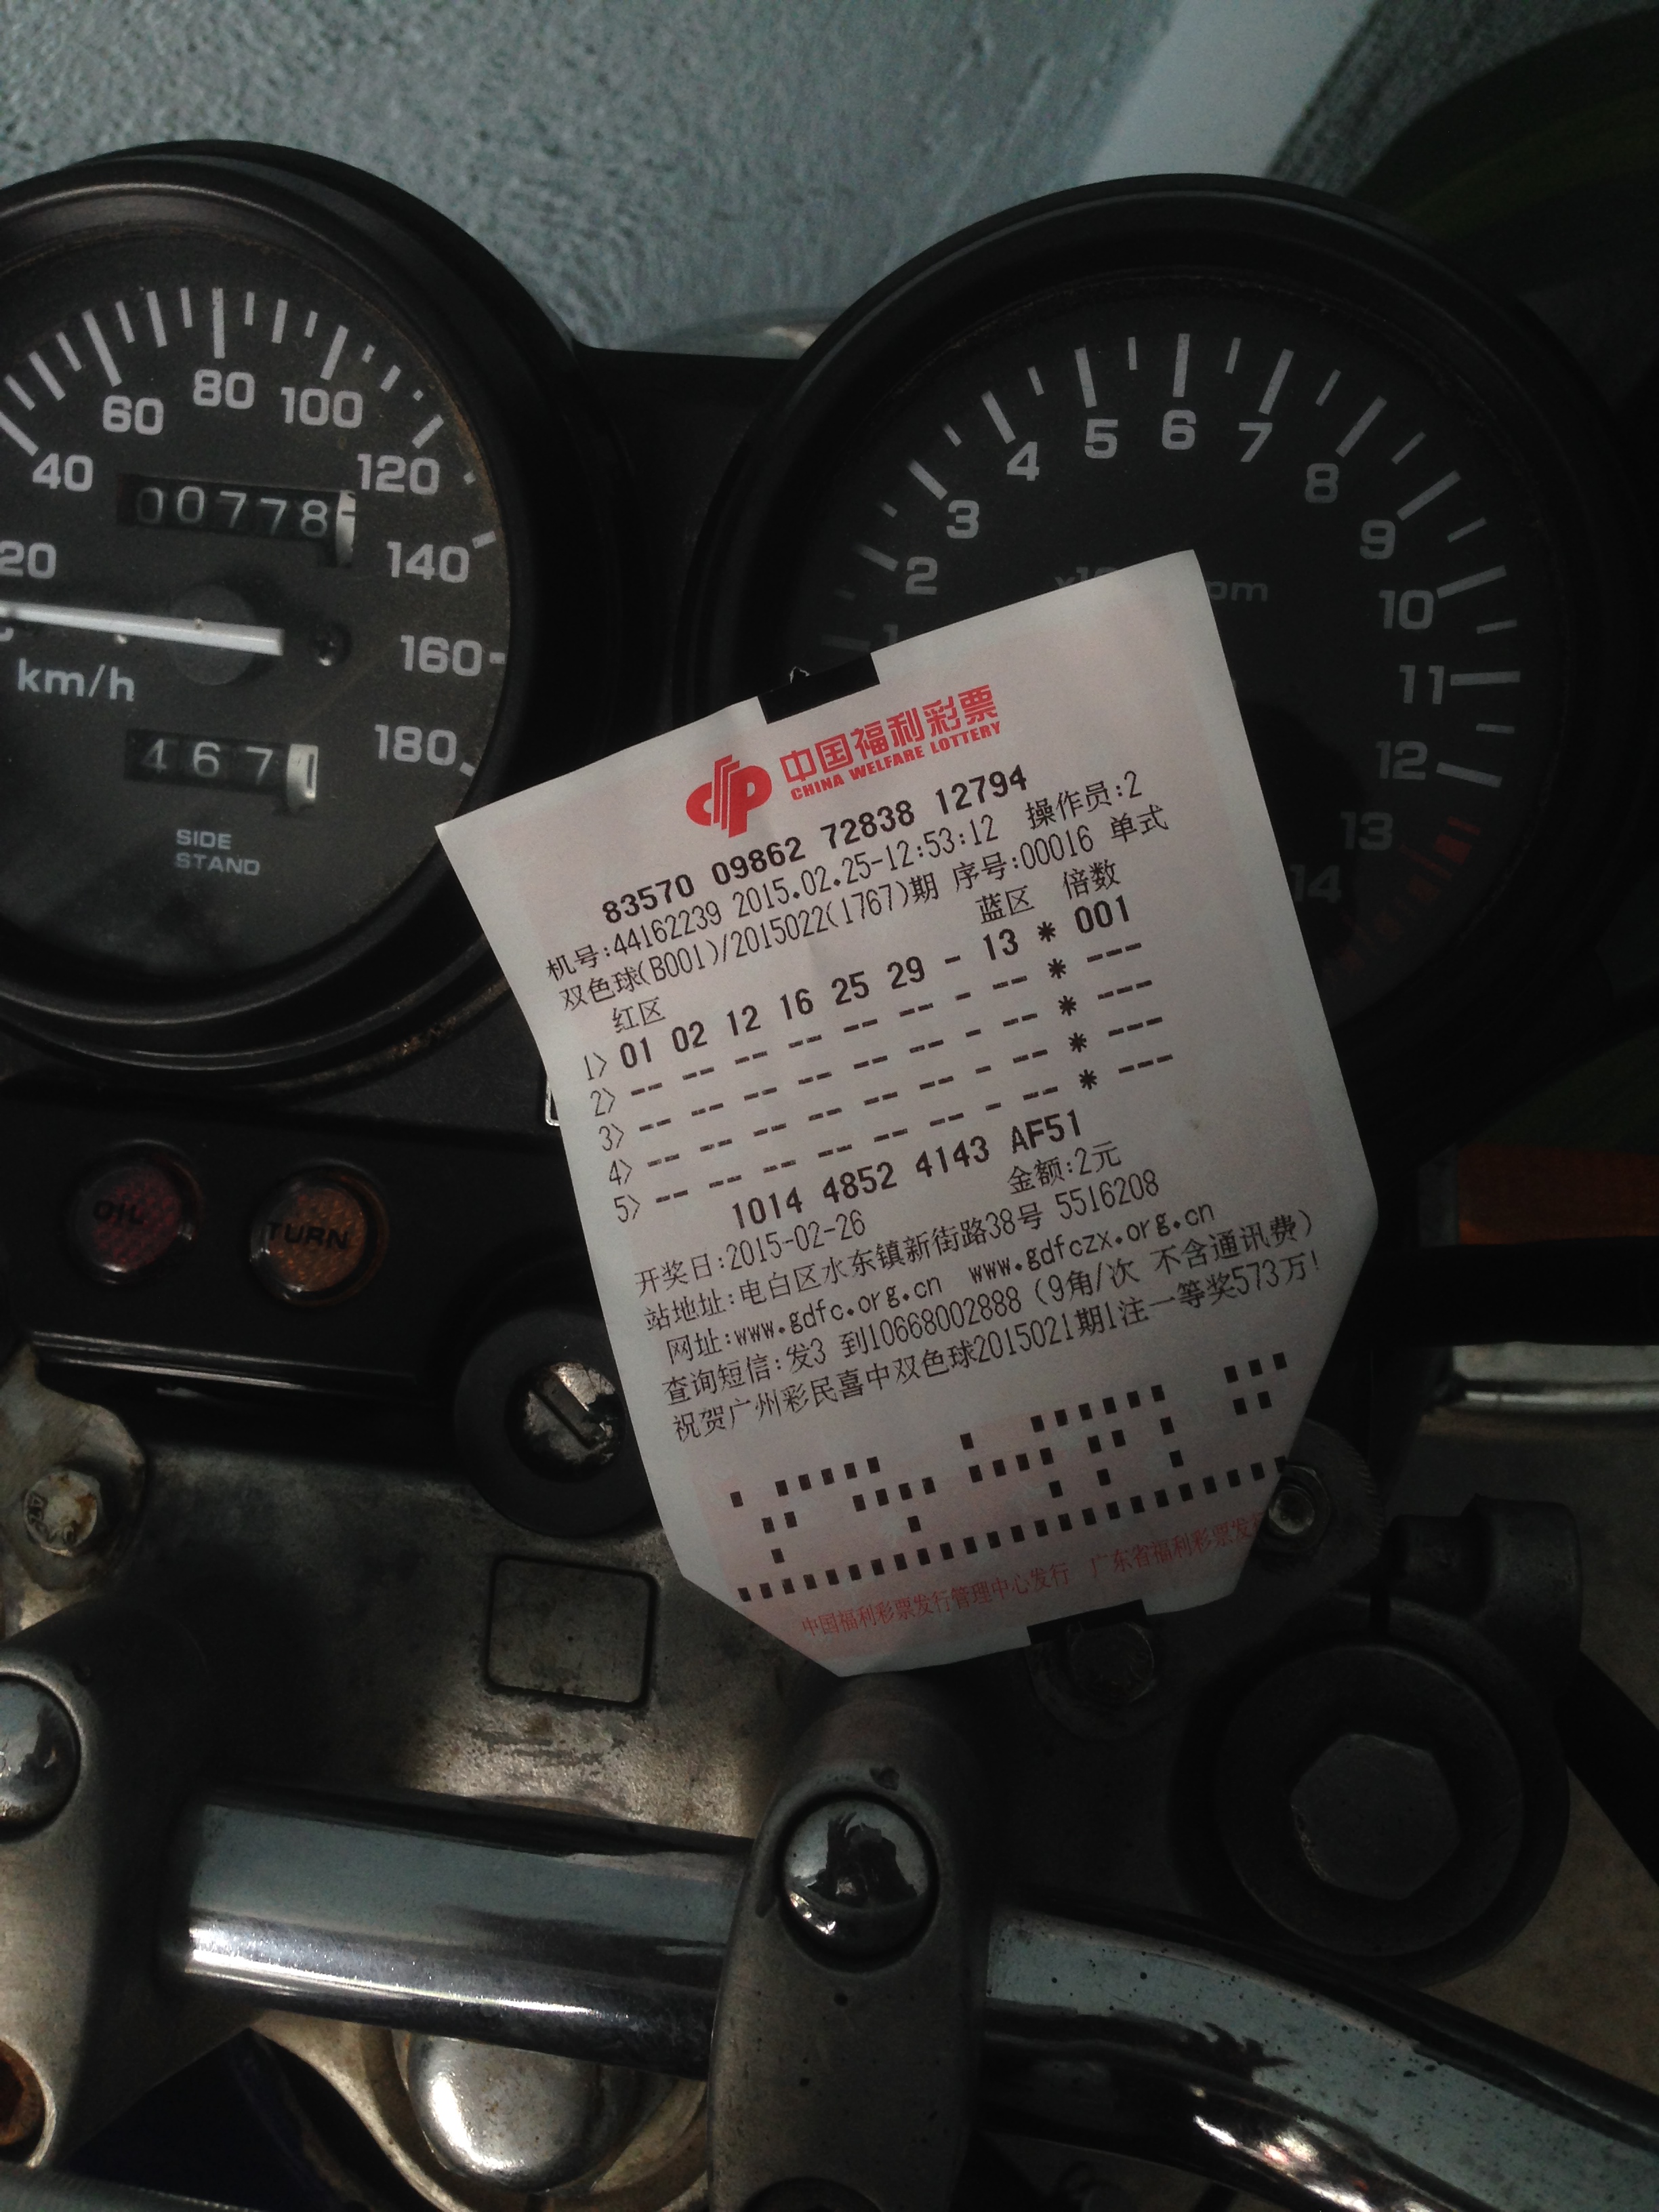 40
60
80
100
120
140
160
180
20
00778
km/h
467
SIDE
STAND
2
3
4
5
6
7
8
9
10
11
12
13
14
OIL
TURN
中国福利彩票
CHINA WELFARE LOTTERY
83570 09862 72838 12794
机号:44162239 2015.02.25-12:53:12 操作员:2
双色球(B001)/2015022(1767)期 序号:00016 单式
红区 蓝区 倍数
1> 01 02 12 16 25 29 - 13 * 001
2> -- -- -- -- -- -- - -- * ---
3> -- -- -- -- -- -- - -- * ---
4> -- -- -- -- -- -- - -- * ---
5> -- -- -- -- -- -- - -- * ---
1014 4852 4143 AF51
开奖日:2015-02-26 金额:2元
站地址:电白区水东镇新街路38号 5516208
网址:www.gdfc.org.cn www.gdfczx.org.cn
查询短信:发3 到10668002888 (9角/次 不含通讯费)
祝贺广州彩民喜中双色球2015021期1注一等奖573万!
中国福利彩票发行管理中心发行 广东省福利彩票发